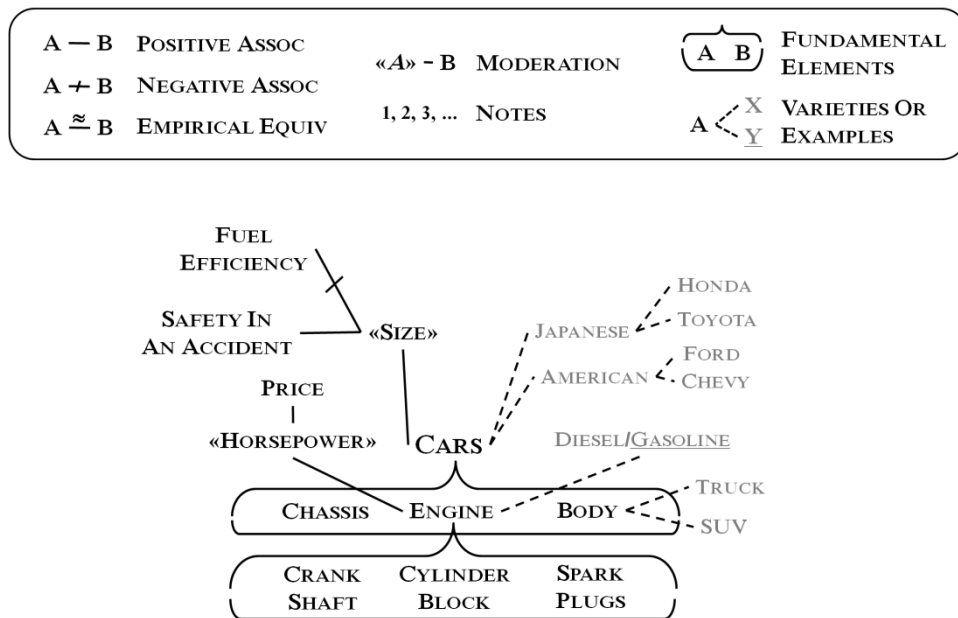 A — B POSITIVE ASSOC
A ≁ B NEGATIVE ASSOC
A ≈ B EMPIRICAL EQUIV
«A» – B MODERATION
1, 2, 3, ... NOTES
A B FUNDAMENTAL
ELEMENTS
A X Y VARIETIES OR
EXAMPLES
FUEL
EFFICIENCY
SAFETY IN
AN ACCIDENT
«SIZE»
PRICE
«HORSEPOWER»
CARS
JAPANESE
HONDA
TOYOTA
AMERICAN
FORD
CHEVY
DIESEL/GASOLINE
CHASSIS
ENGINE
BODY
TRUCK
SUV
CRANK
SHAFT
CYLINDER
BLOCK
SPARK
PLUGS